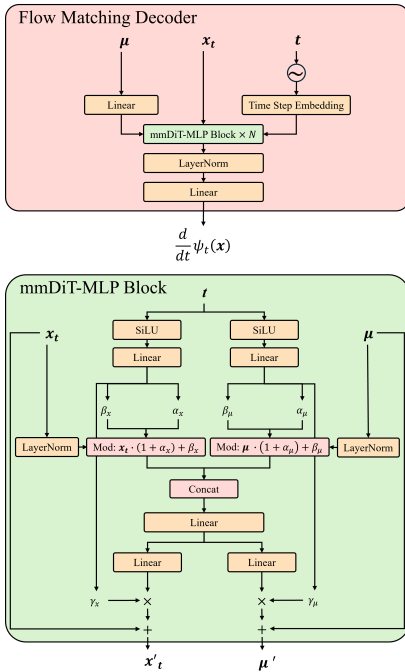 Flow Matching Decoder
μ x_t t
~
Linear Time Step Embedding
mmDiT-MLP Block × N
LayerNorm
Linear
d/dt ψ_t(x)
mmDiT-MLP Block
t
x_t SiLU SiLU μ
Linear Linear
β_x α_x β_μ α_μ
LayerNorm Mod: x_t · (1 + α_x) + β_x Mod: μ · (1 + α_μ) + β_μ LayerNorm
Concat
Linear
Linear Linear
γ_x × × γ_μ
+ +
x'_t μ'